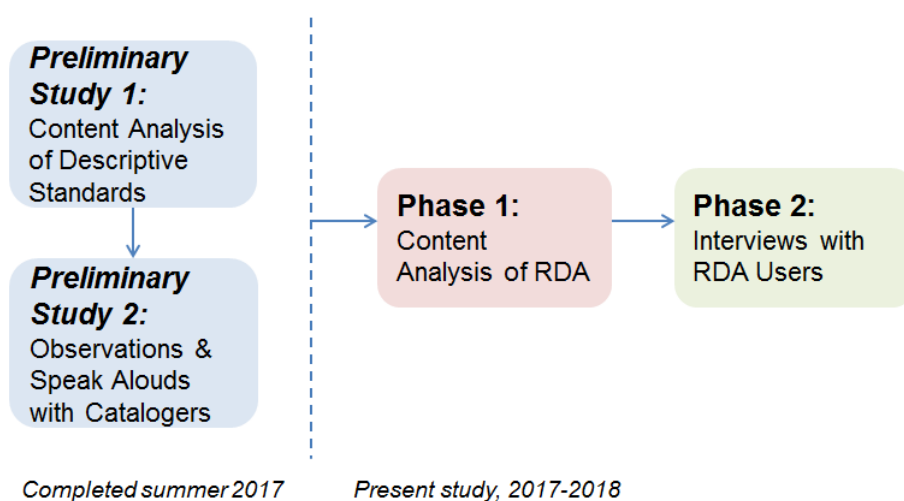 Preliminary
Study 1:
Content Analysis
of Descriptive
Standards
Preliminary
Study 2:
Observations &
Speak Alouds
with Catalogers
Phase 1:
Content
Analysis of RDA
Phase 2:
Interviews with
RDA Users
Completed summer 2017
Present study, 2017-2018